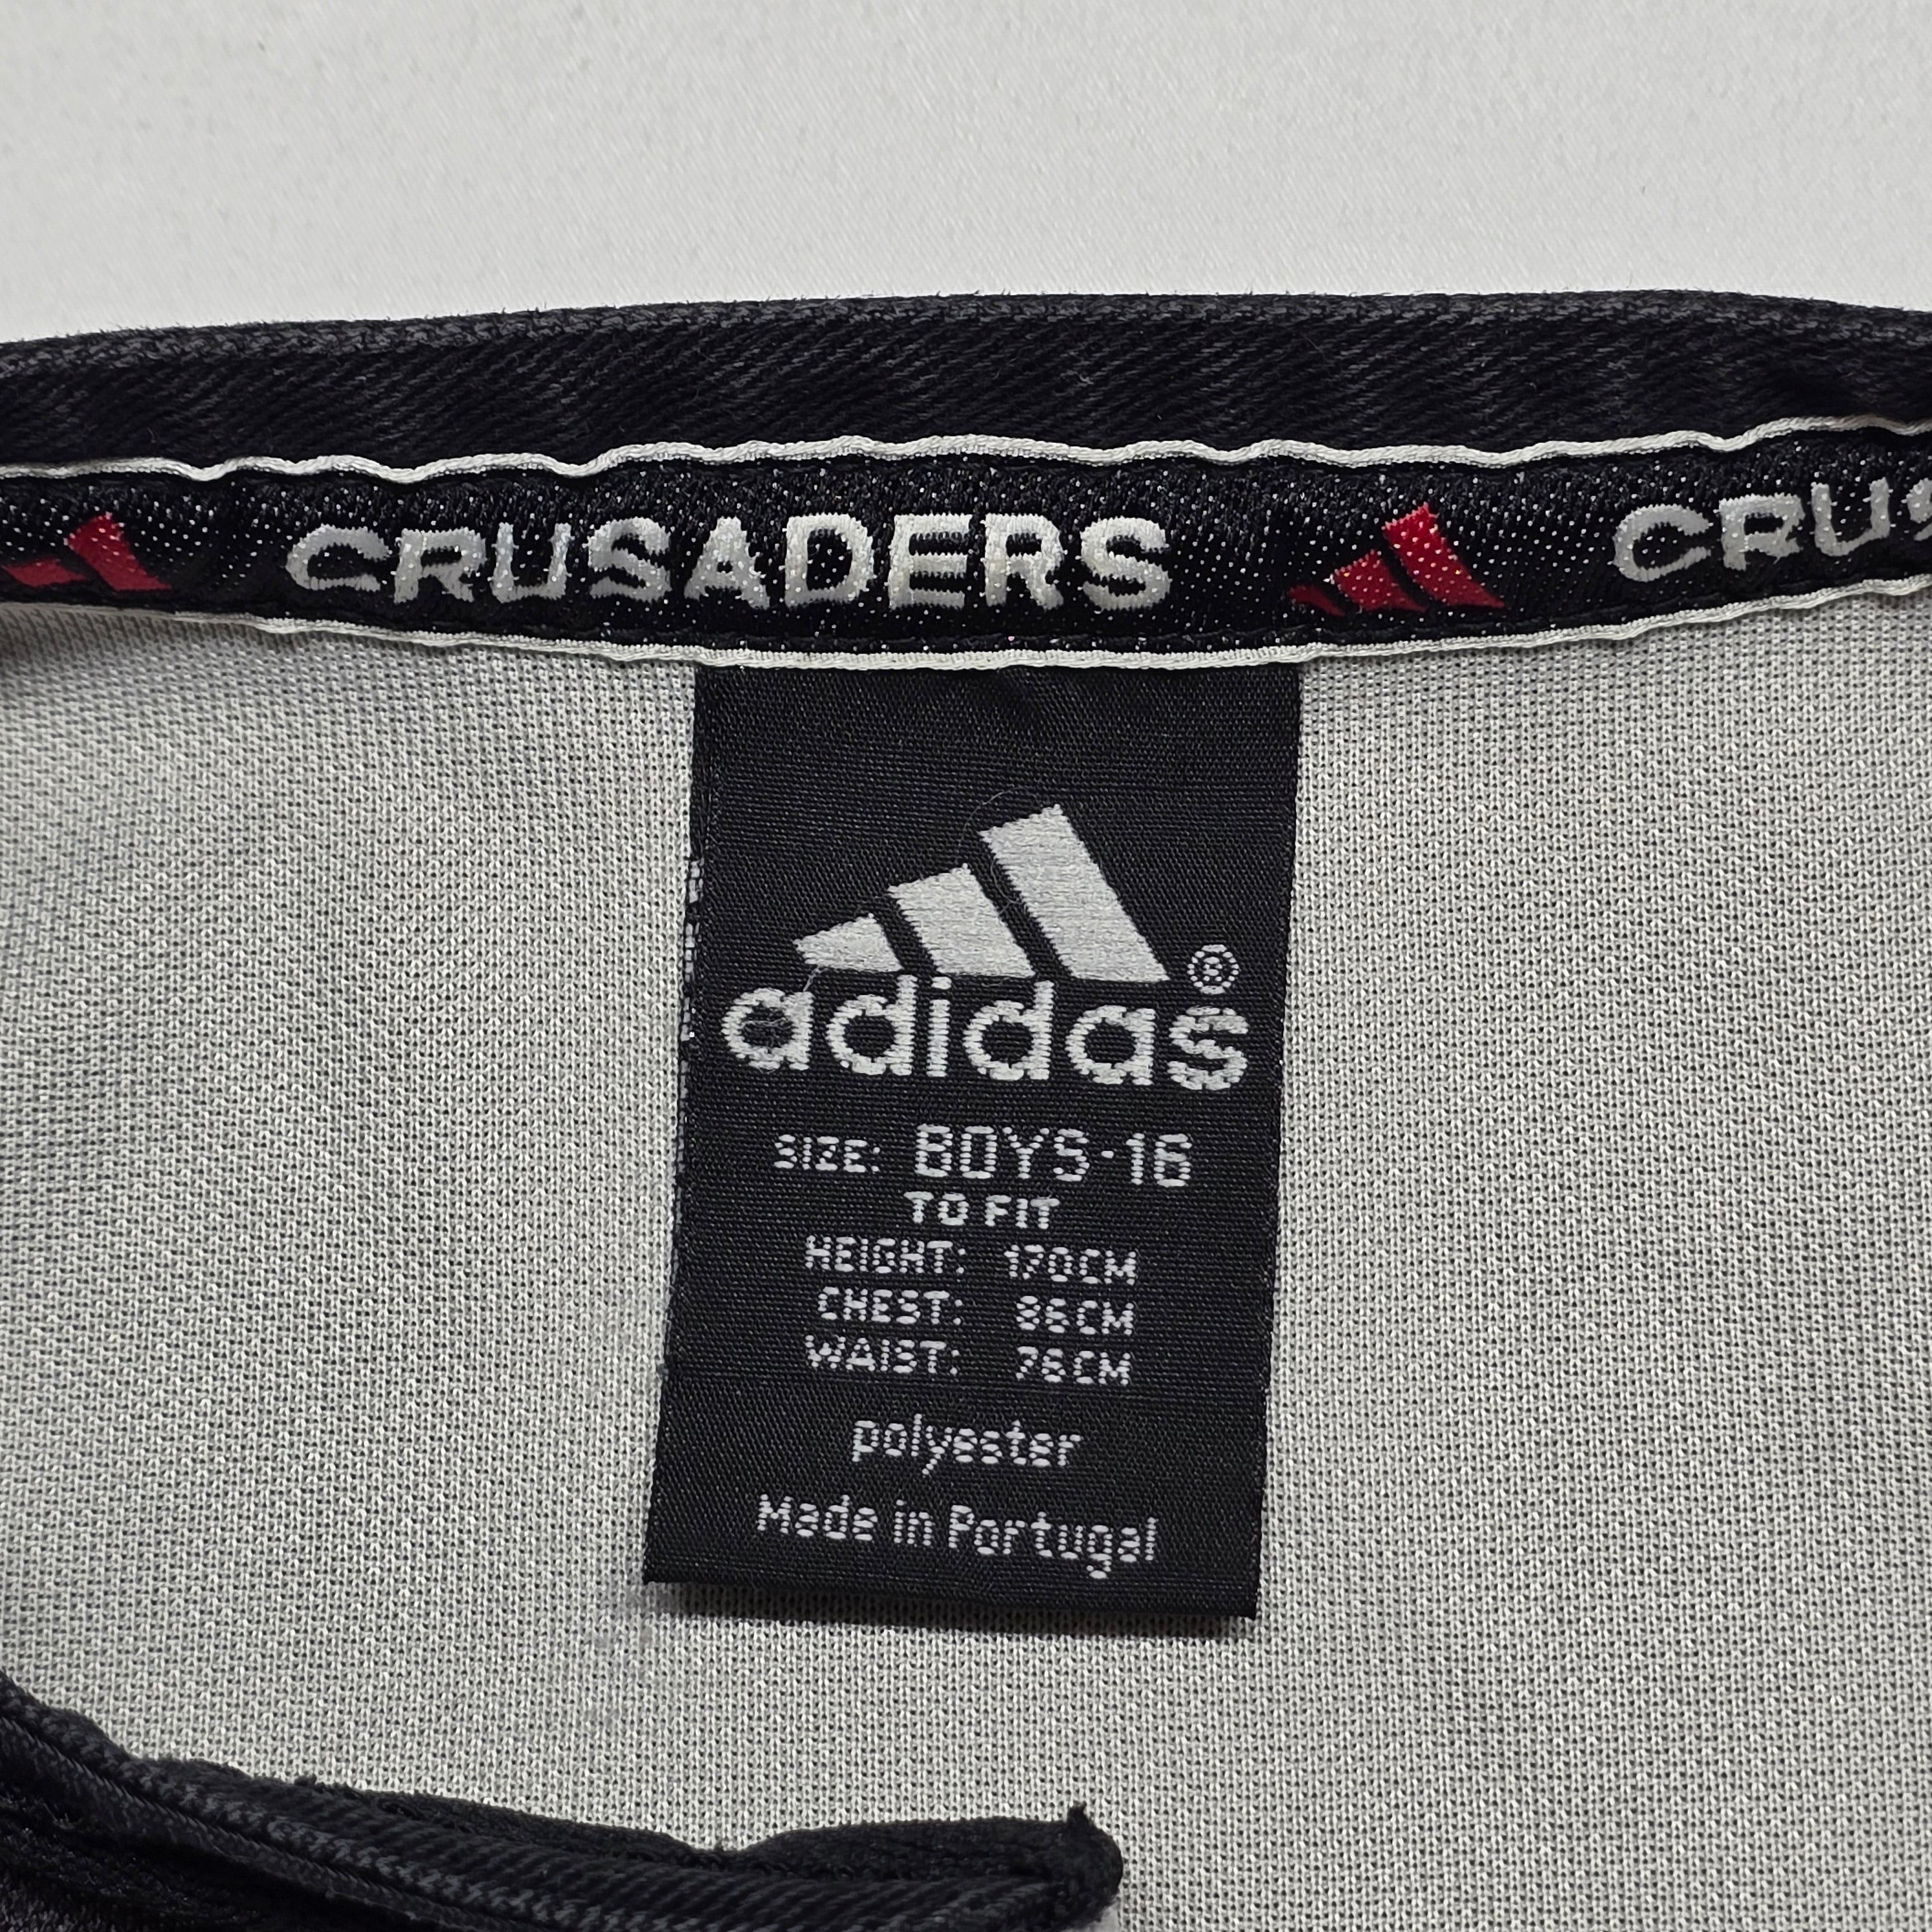 CRUSADERS CRUS
adidas®
SIZE: BOYS-16
TO FIT
HEIGHT: 170CM
CHEST: 86CM
WAIST: 76CM
polyester
Made in Portugal